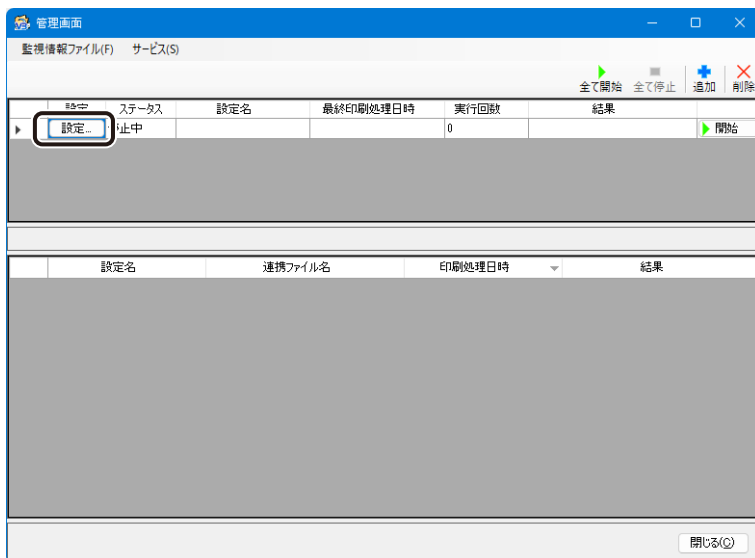 管理画面
監視情報ファイル(F) サービス(S)
全て開始 全て停止 追加 削除
設定 ステータス 設定名 最終印刷処理日時 実行回数 結果
設定... 停止中 0 開始
設定名 連携ファイル名 印刷処理日時 結果
閉じる(C)